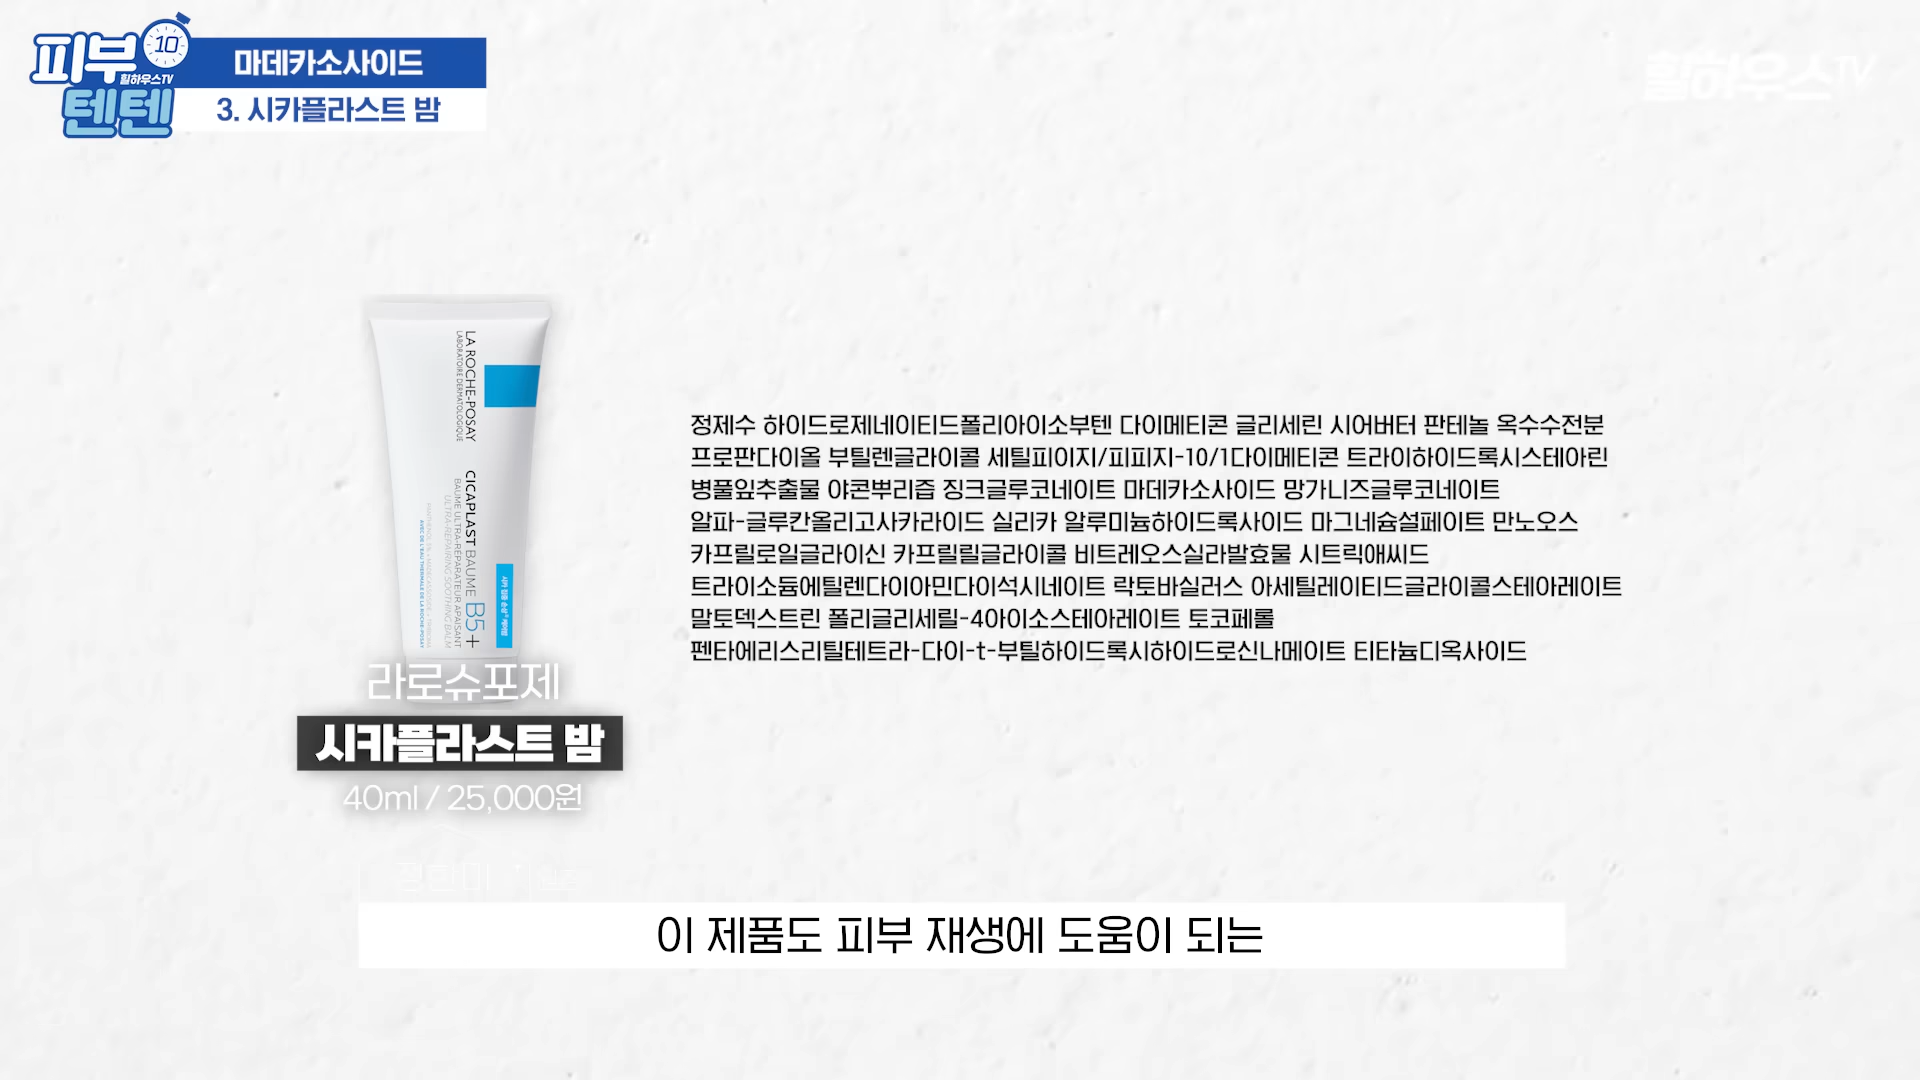 피부
10
휠하우스TV
텐텐
마데카소사이드
3. 시카플라스트 밤
휠하우스TV
LA ROCHE-POSAY
LABORATOIRE DERMATOLOGIQUE
CICAPLAST BAUME B5+
BAUME ULTRA-RÉPARATEUR APAISANT
ULTRA-REPAIRING SOOTHING BALM
AVEC DE L'EAU THERMALE DE LA ROCHE-POSAY
라로슈포제
시카플라스트 밤
40ml / 25,000원
정제수 하이드로제네이티드폴리아이소부텐 다이메티콘 글리세린 시어버터 판테놀 옥수수전분
프로판다이올 부틸렌글라이콜 세틸피이지/피피지-10/1다이메티콘 트라이하이드록시스테아린
병풀잎추출물 야콘뿌리즙 징크글루코네이트 마데카소사이드 망가니즈글루코네이트
알파-글루칸올리고사카라이드 실리카 알루미늄하이드록사이드 마그네슘설페이트 만노오스
카프릴로일글라이신 카프릴릴글라이콜 비트레오스실라발효물 시트릭애씨드
트라이소듐에틸렌다이아민다이석시네이트 락토바실러스 아세틸레이티드글라이콜스테아레이트
말토덱스트린 폴리글리세릴-4아이소스테아레이트 토코페롤
펜타에리스리틸테트라-다이-t-부틸하이드록시하이드로신나메이트 티타늄디옥사이드
이 제품도 피부 재생에 도움이 되는